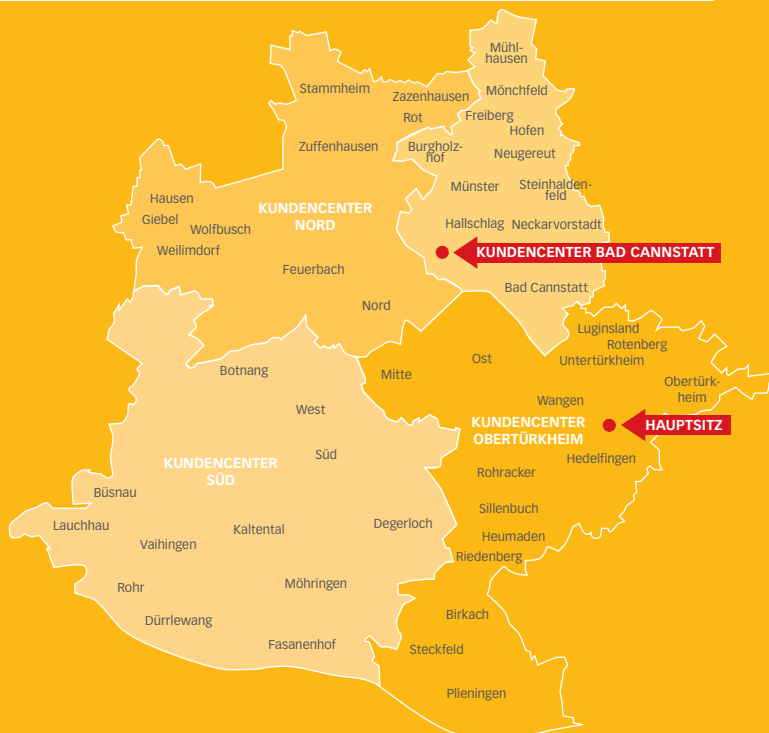 Mühl-
hausen
Stammheim
Mönchfeld
Zazenhausen
Freiberg
Rot
Hofen
Zuffenhausen
Burgholz-
hof
Neugereut
Münster
Steinhalden-
feld
Hausen
Giebel
Wolfbusch
Weilimdorf
KUNDENCENTER
NORD
Hallschlag
Neckarvorstadt
KUNDENCENTER BAD CANNSTATT
Feuerbach
Bad Cannstatt
Nord
Luginsland
Rotenberg
Untertürkheim
Ost
Mitte
Botnang
Obertürk-
heim
Wangen
West
KUNDENCENTER
OBERTÜRKHEIM
HAUPTSITZ
Süd
KUNDENCENTER
SÜD
Hedelfingen
Rohracker
Büsnau
Sillenbuch
Lauchhau
Kaltental
Degerloch
Vaihingen
Heumaden
Riedenberg
Rohr
Möhringen
Birkach
Dürrlewang
Fasanenhof
Steckfeld
Plieningen